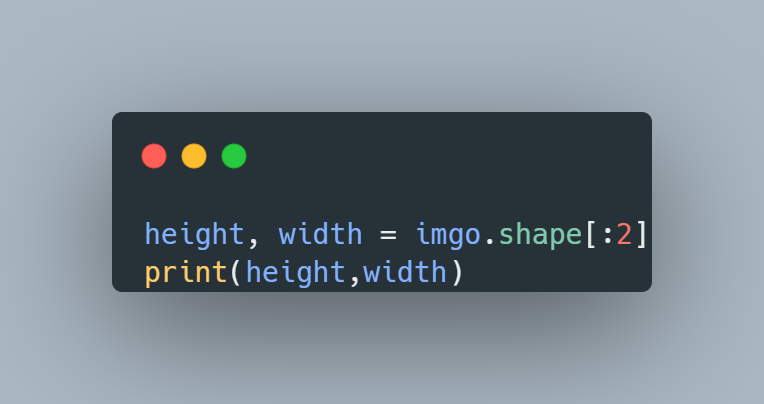 height, width = imgo.shape[:2]
print(height,width)